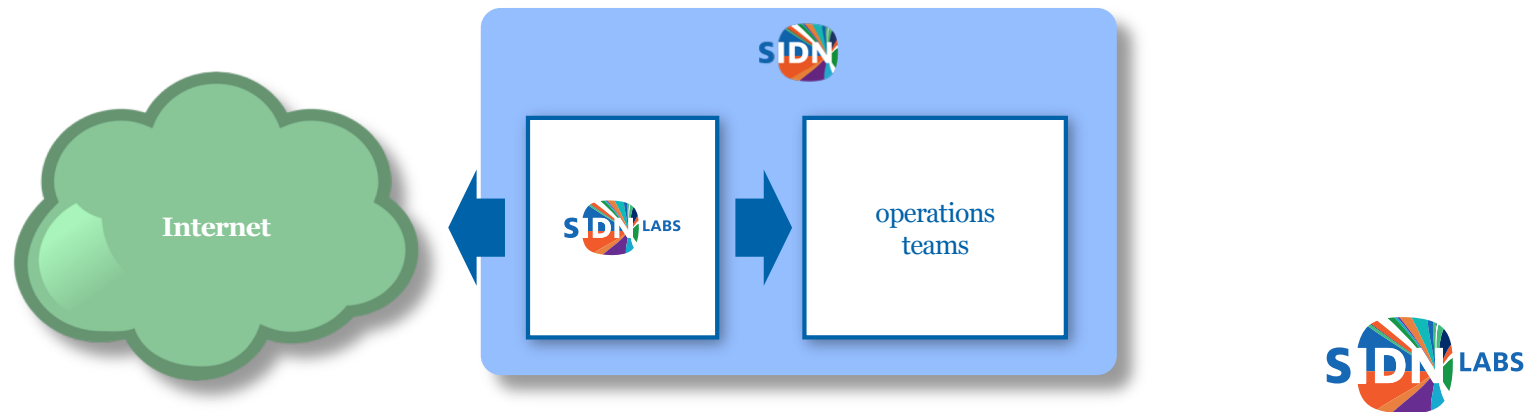 SIDN
Internet
SIDN LABS
operations
teams
SIDN LABS